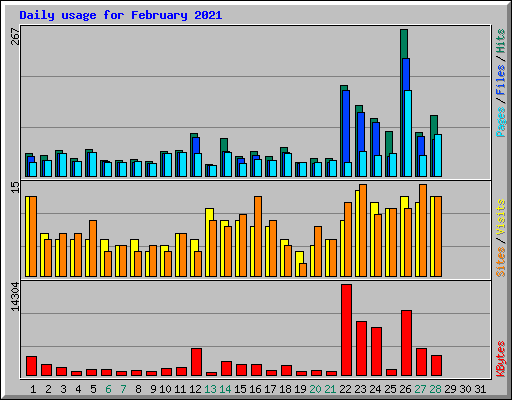 Daily usage for February 2021
267
Pages / Files / Hits
15
Sites / Visits
14304
KBytes
1 2 3 4 5 6 7 8 9 10 11 12 13 14 15 16 17 18 19 20 21 22 23 24 25 26 27 28 29 30 31